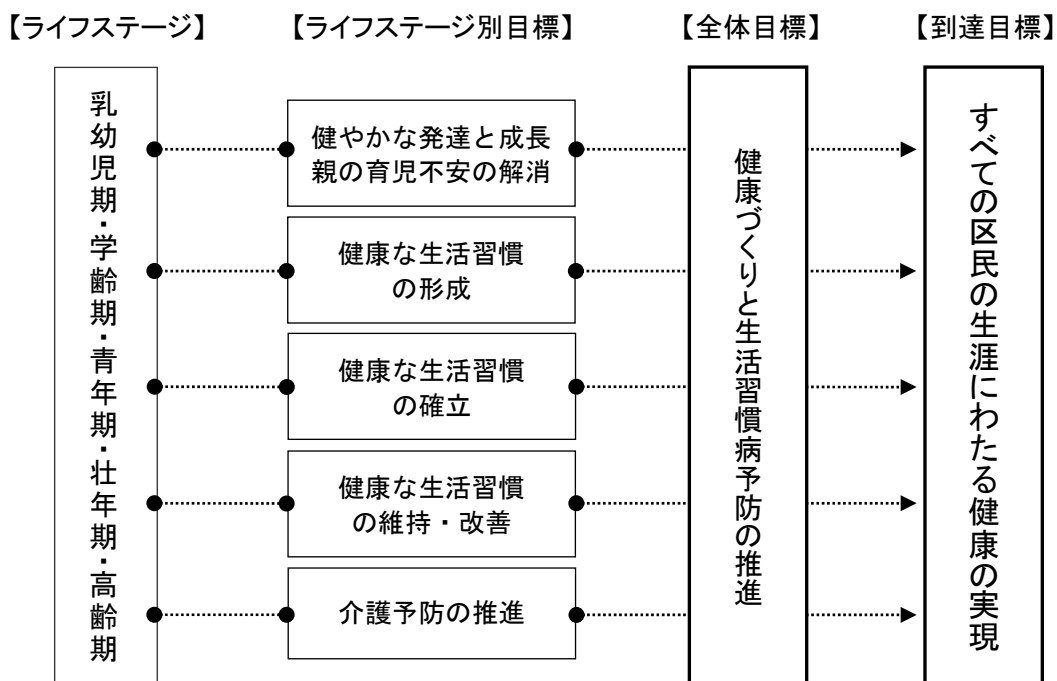 【ライフステージ】
【ライフステージ別目標】
【全体目標】
【到達目標】
乳幼児期・学齢期・青年期・壮年期・高齢期
健やかな発達と成長
親の育児不安の解消
健康な生活習慣
の形成
健康な生活習慣
の確立
健康な生活習慣
の維持・改善
介護予防の推進
健康づくりと生活習慣病予防の推進
すべての区民の生涯にわたる健康の実現